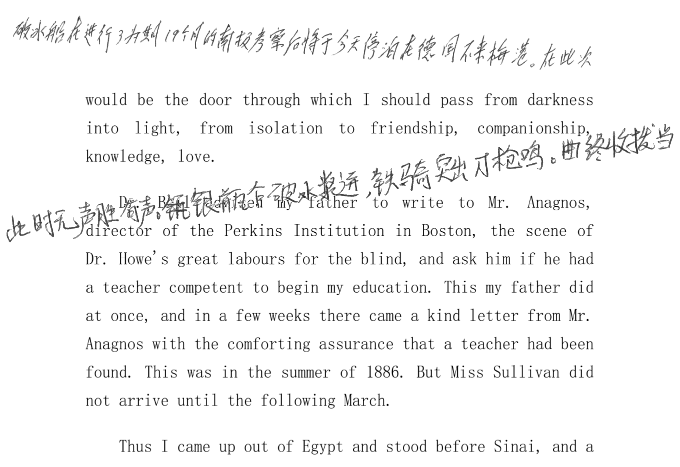 破冰船在进行了为期19个月的南极考察后将于今天停泊在德国不来梅港。在此次
would be the door through which I should pass from darkness
into light, from isolation to friendship, companionship,
knowledge, love.
此时无声胜有声。银瓶乍破水浆迸,铁骑突出刀枪鸣。曲终收拨当
Dr. Bell advised my father to write to Mr. Anagnos,
director of the Perkins Institution in Boston, the scene of
Dr. Howe's great labours for the blind, and ask him if he had
a teacher competent to begin my education. This my father did
at once, and in a few weeks there came a kind letter from Mr.
Anagnos with the comforting assurance that a teacher had been
found. This was in the summer of 1886. But Miss Sullivan did
not arrive until the following March.
Thus I came up out of Egypt and stood before Sinai, and a